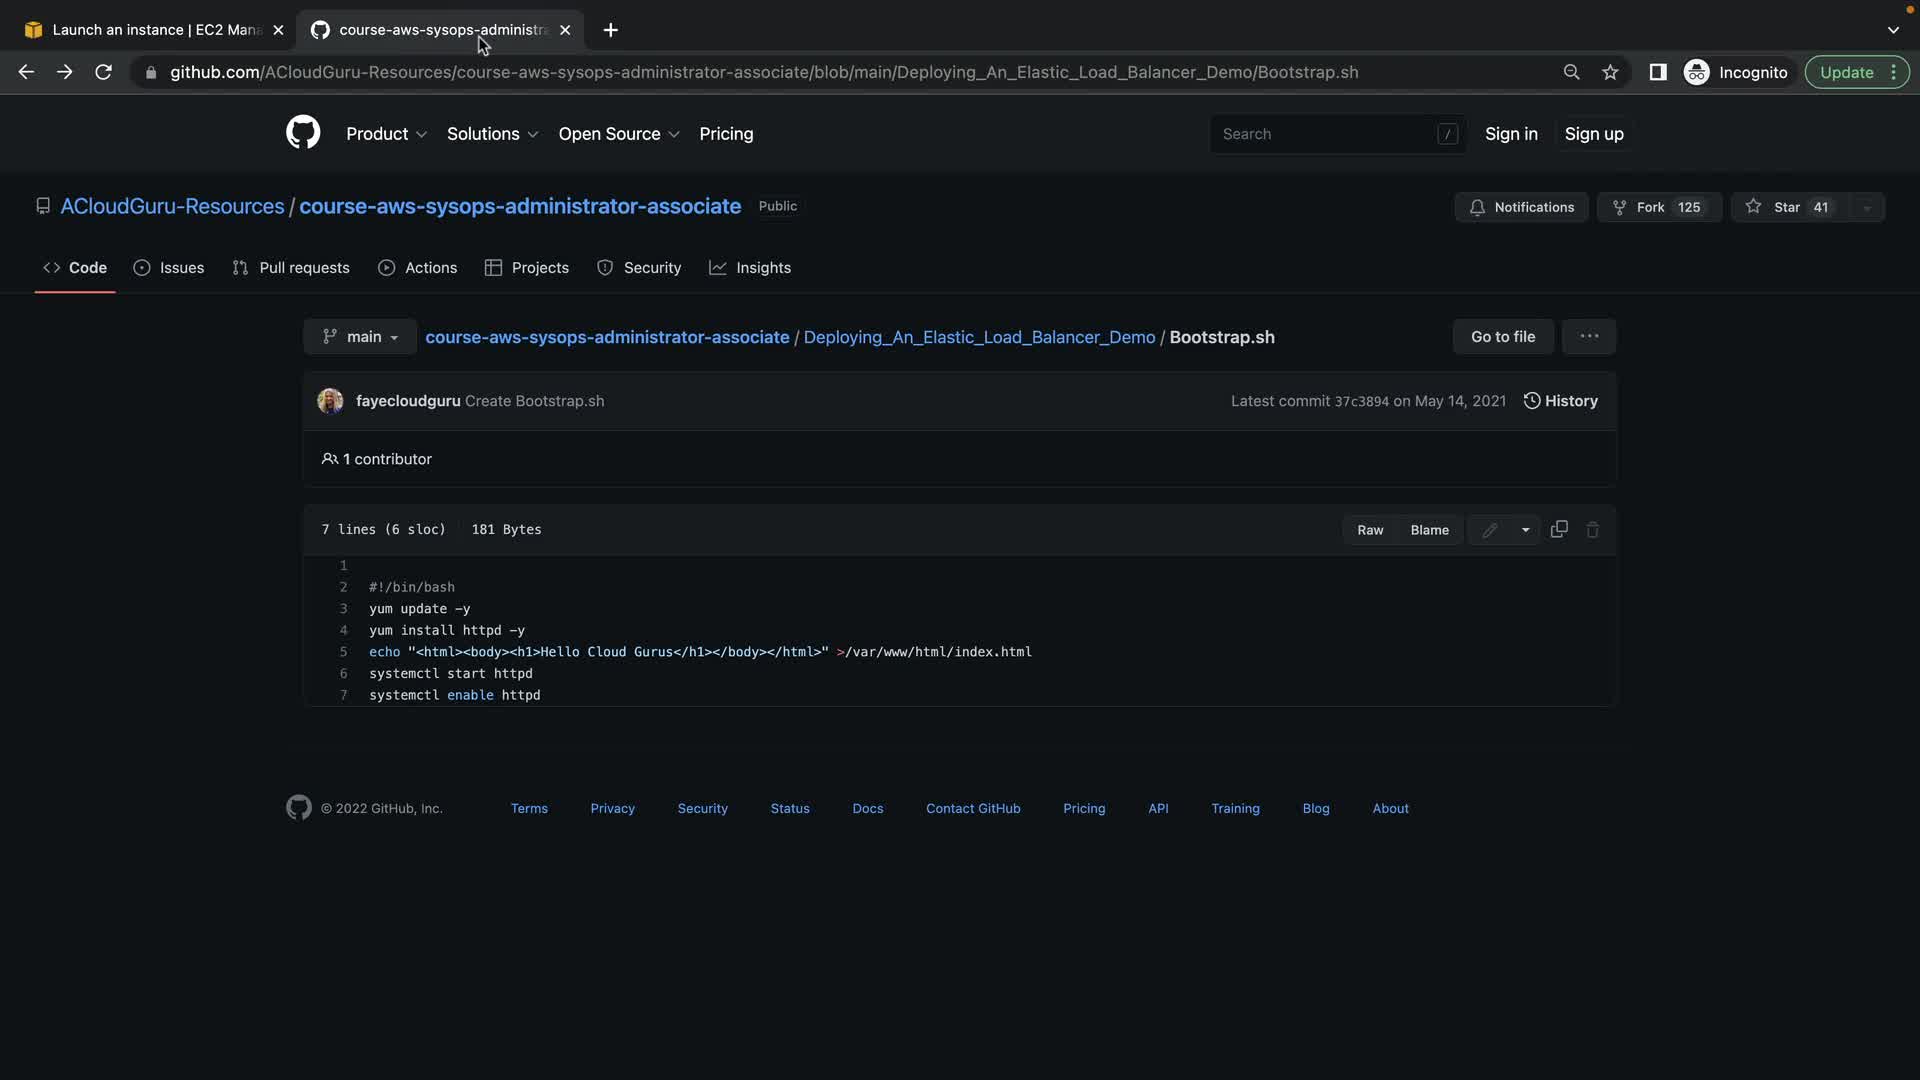 Launch an instance | EC2 Mana
course-aws-sysops-administra
github.com/ACloudGuru-Resources/course-aws-sysops-administrator-associate/blob/main/Deploying_An_Elastic_Load_Balancer_Demo/Bootstrap.sh
Incognito
Update
Product
Solutions
Open Source
Pricing
Search /
Sign in
Sign up
ACloudGuru-Resources / course-aws-sysops-administrator-associate Public
Notifications
Fork 125
Star 41
<> Code
Issues
Pull requests
Actions
Projects
Security
Insights
main
course-aws-sysops-administrator-associate / Deploying_An_Elastic_Load_Balancer_Demo / Bootstrap.sh
Go to file
...
fayecloudguru Create Bootstrap.sh
Latest commit 37c3894 on May 14, 2021
History
1 contributor
7 lines (6 sloc) 181 Bytes
Raw
Blame
1
2 #!/bin/bash
3 yum update -y
4 yum install httpd -y
5 echo "<html><body><h1>Hello Cloud Gurus</h1></body></html>" >/var/www/html/index.html
6 systemctl start httpd
7 systemctl enable httpd
© 2022 GitHub, Inc.
Terms
Privacy
Security
Status
Docs
Contact GitHub
Pricing
API
Training
Blog
About